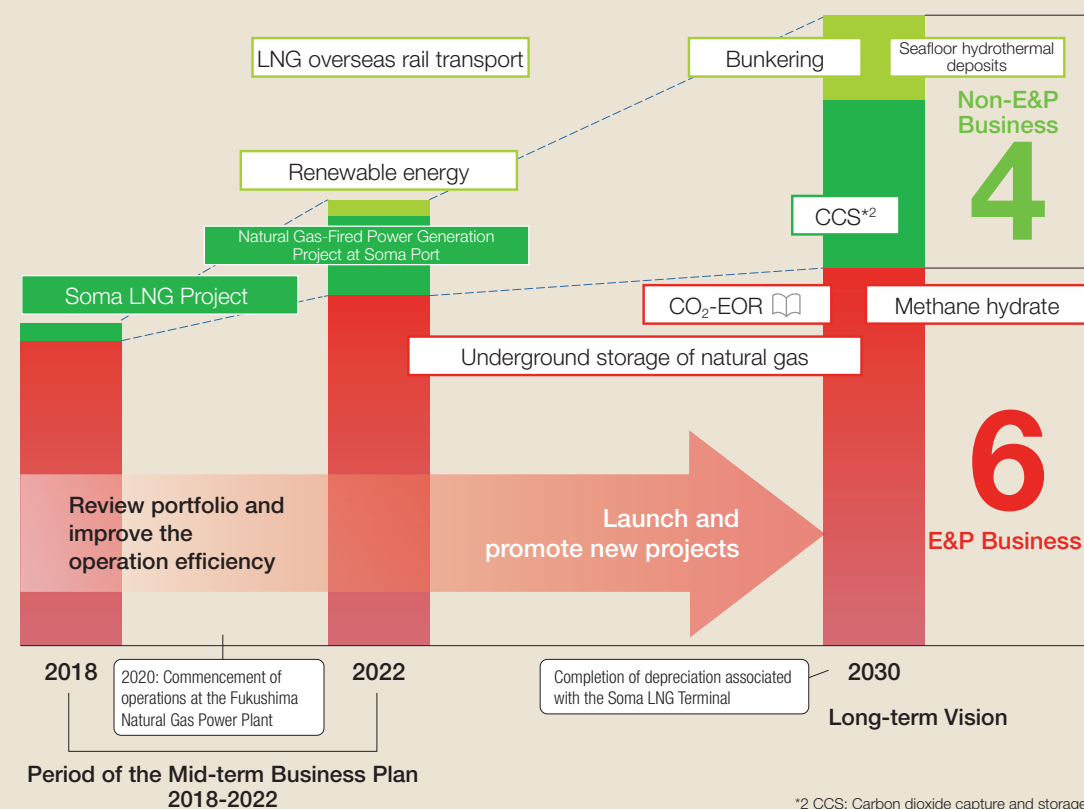 LNG overseas rail transport
Bunkering
Seafloor hydrothermal
deposits
Non-E&P
Business
4
Renewable energy
CCS*2
Natural Gas-Fired Power Generation
Project at Soma Port
Soma LNG Project
CO₂-EOR
Methane hydrate
Underground storage of natural gas
6
E&P Business
Review portfolio and
improve the
operation efficiency
Launch and
promote new projects
2018
2020: Commencement of
operations at the Fukushima
Natural Gas Power Plant
2022
Completion of depreciation associated
with the Soma LNG Terminal
2030
Long-term Vision
Period of the Mid-term Business Plan
2018-2022
*2 CCS: Carbon dioxide capture and storage